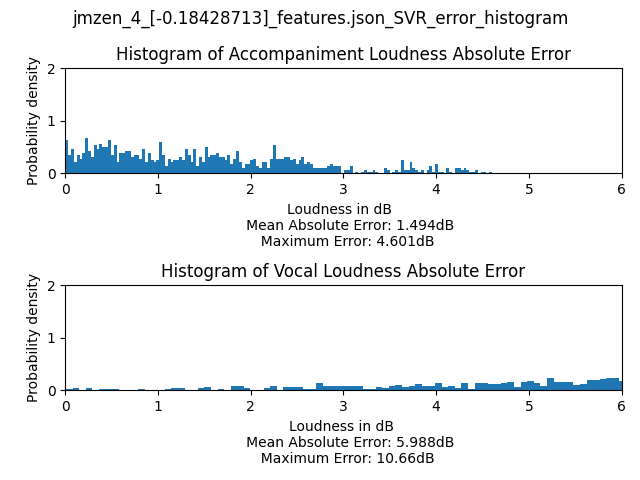 jmzen_4_[-0.18428713]_features.json_SVR_error_histogram
Histogram of Accompaniment Loudness Absolute Error
Probability density
2
1
0
0 1 2 3 4 5 6
Loudness in dB
Mean Absolute Error: 1.494dB
Maximum Error: 4.601dB
Histogram of Vocal Loudness Absolute Error
Probability density
2
1
0
0 1 2 3 4 5 6
Loudness in dB
Mean Absolute Error: 5.988dB
Maximum Error: 10.66dB